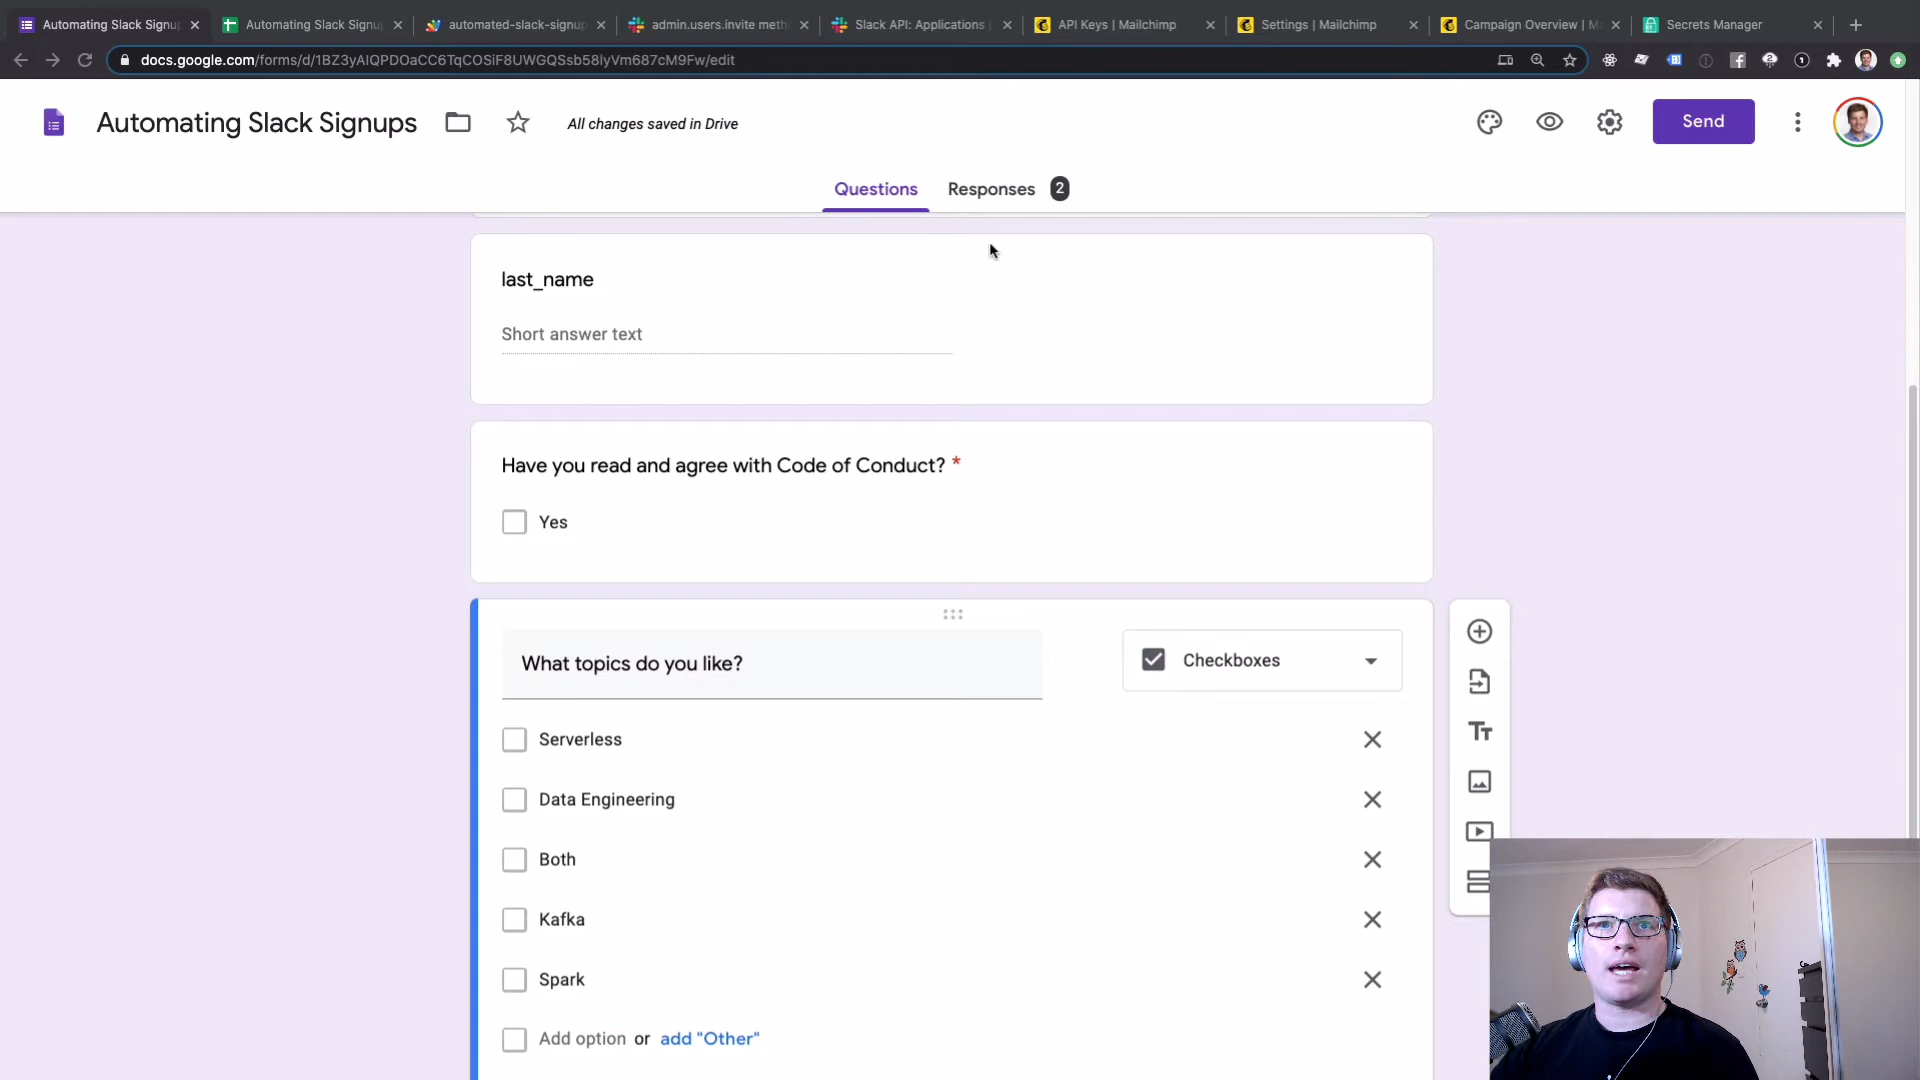 Automating Slack Signu
Automating Slack Signu
automated-slack-signup
admin.users.invite meth
Slack API: Applications
API Keys | Mailchimp
Settings | Mailchimp
Campaign Overview | M
Secrets Manager
docs.google.com/forms/d/1BZ3yAIQPDOaCC6TqCOSiF8UWGQSsb58lyVm687cM9Fw/edit
Automating Slack Signups
All changes saved in Drive
Send
Questions
Responses 2
last_name
Short answer text
Have you read and agree with Code of Conduct? *
Yes
What topics do you like?
Checkboxes
Serverless
Data Engineering
Both
Kafka
Spark
Add option or add "Other"